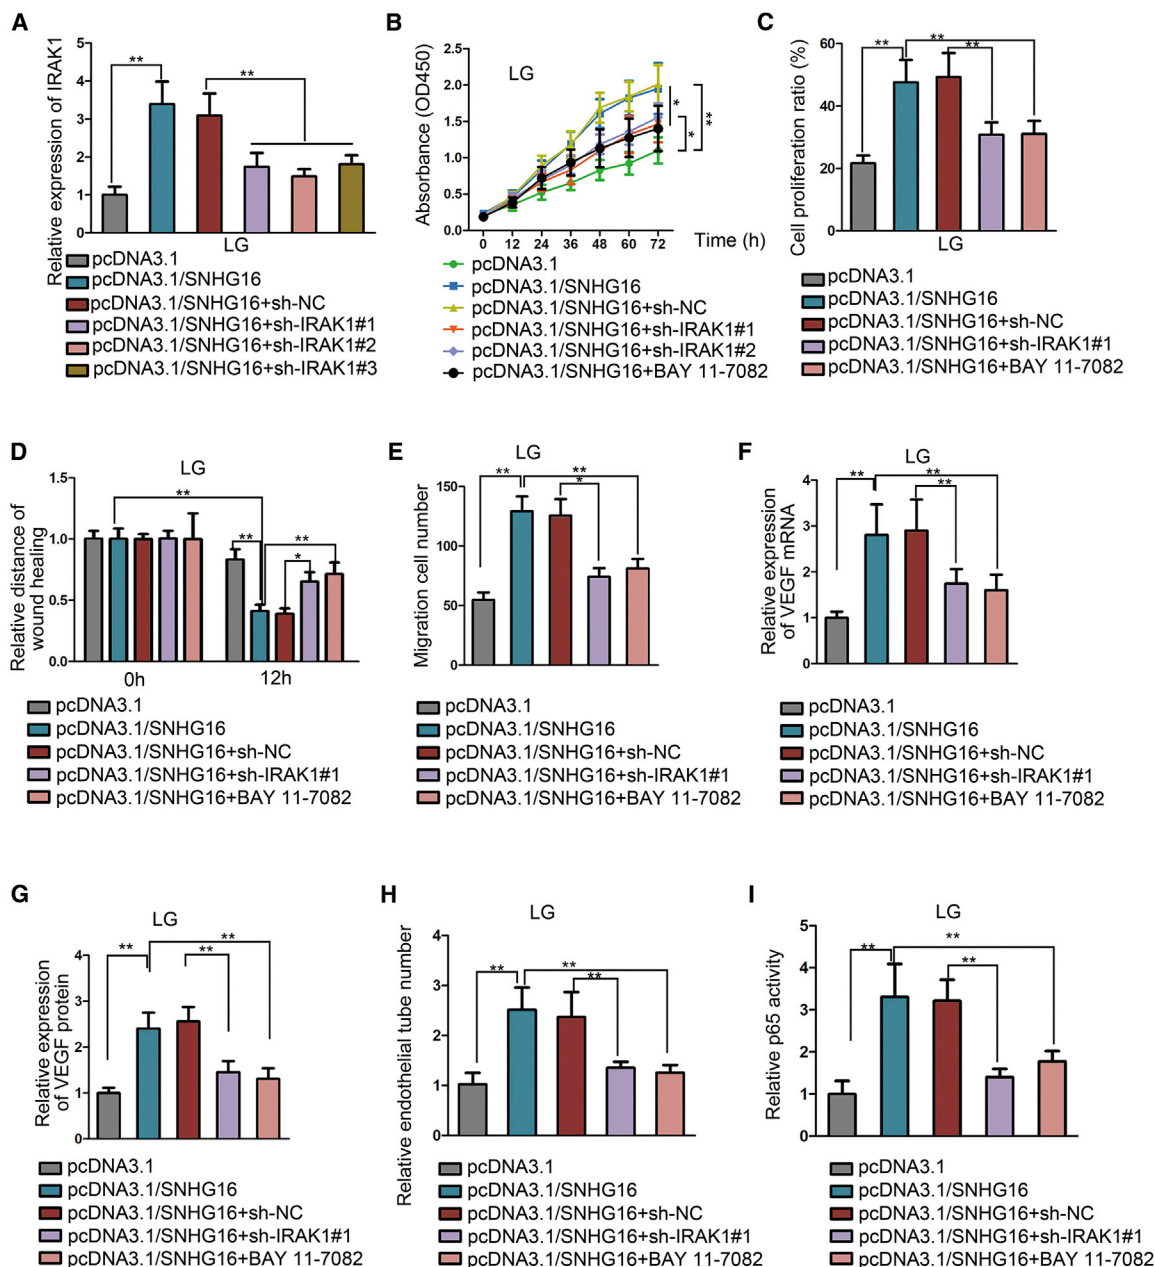 A
Relative expression of IRAK1
5
4
3
2
1
0
**
**
LG
pcDNA3.1
pcDNA3.1/SNHG16
pcDNA3.1/SNHG16+sh-NC
pcDNA3.1/SNHG16+sh-IRAK1#1
pcDNA3.1/SNHG16+sh-IRAK1#2
pcDNA3.1/SNHG16+sh-IRAK1#3
B
Absorbance (OD450)
2.5
2.0
1.5
1.0
0.5
0.0
LG
*
*
**
0 12 24 36 48 60 72
Time (h)
pcDNA3.1
pcDNA3.1/SNHG16
pcDNA3.1/SNHG16+sh-NC
pcDNA3.1/SNHG16+sh-IRAK1#1
pcDNA3.1/SNHG16+sh-IRAK1#2
pcDNA3.1/SNHG16+BAY 11-7082
C
Cell proliferation ratio (%)
60
40
20
0
**
**
**
LG
pcDNA3.1
pcDNA3.1/SNHG16
pcDNA3.1/SNHG16+sh-NC
pcDNA3.1/SNHG16+sh-IRAK1#1
pcDNA3.1/SNHG16+BAY 11-7082
D
LG
Relative distance of
wound healing
1.5
1.0
0.5
0.0
**
**
**
*
0h 12h
pcDNA3.1
pcDNA3.1/SNHG16
pcDNA3.1/SNHG16+sh-NC
pcDNA3.1/SNHG16+sh-IRAK1#1
pcDNA3.1/SNHG16+BAY 11-7082
E
LG
Migration cell number
150
100
50
0
**
**
*
pcDNA3.1
pcDNA3.1/SNHG16
pcDNA3.1/SNHG16+sh-NC
pcDNA3.1/SNHG16+sh-IRAK1#1
pcDNA3.1/SNHG16+BAY 11-7082
F
LG
Relative expression
of VEGF mRNA
4
3
2
1
0
**
**
**
pcDNA3.1
pcDNA3.1/SNHG16
pcDNA3.1/SNHG16+sh-NC
pcDNA3.1/SNHG16+sh-IRAK1#1
pcDNA3.1/SNHG16+BAY 11-7082
G
LG
Relative expression
of VEGF protein
4
3
2
1
0
**
**
**
pcDNA3.1
pcDNA3.1/SNHG16
pcDNA3.1/SNHG16+sh-NC
pcDNA3.1/SNHG16+sh-IRAK1#1
pcDNA3.1/SNHG16+BAY 11-7082
H
LG
Relative endothelial tube number
4
3
2
1
0
**
**
**
pcDNA3.1
pcDNA3.1/SNHG16
pcDNA3.1/SNHG16+sh-NC
pcDNA3.1/SNHG16+sh-IRAK1#1
pcDNA3.1/SNHG16+BAY 11-7082
I
LG
Relative p65 activity
5
4
3
2
1
0
**
**
**
pcDNA3.1
pcDNA3.1/SNHG16
pcDNA3.1/SNHG16+sh-NC
pcDNA3.1/SNHG16+sh-IRAK1#1
pcDNA3.1/SNHG16+BAY 11-7082